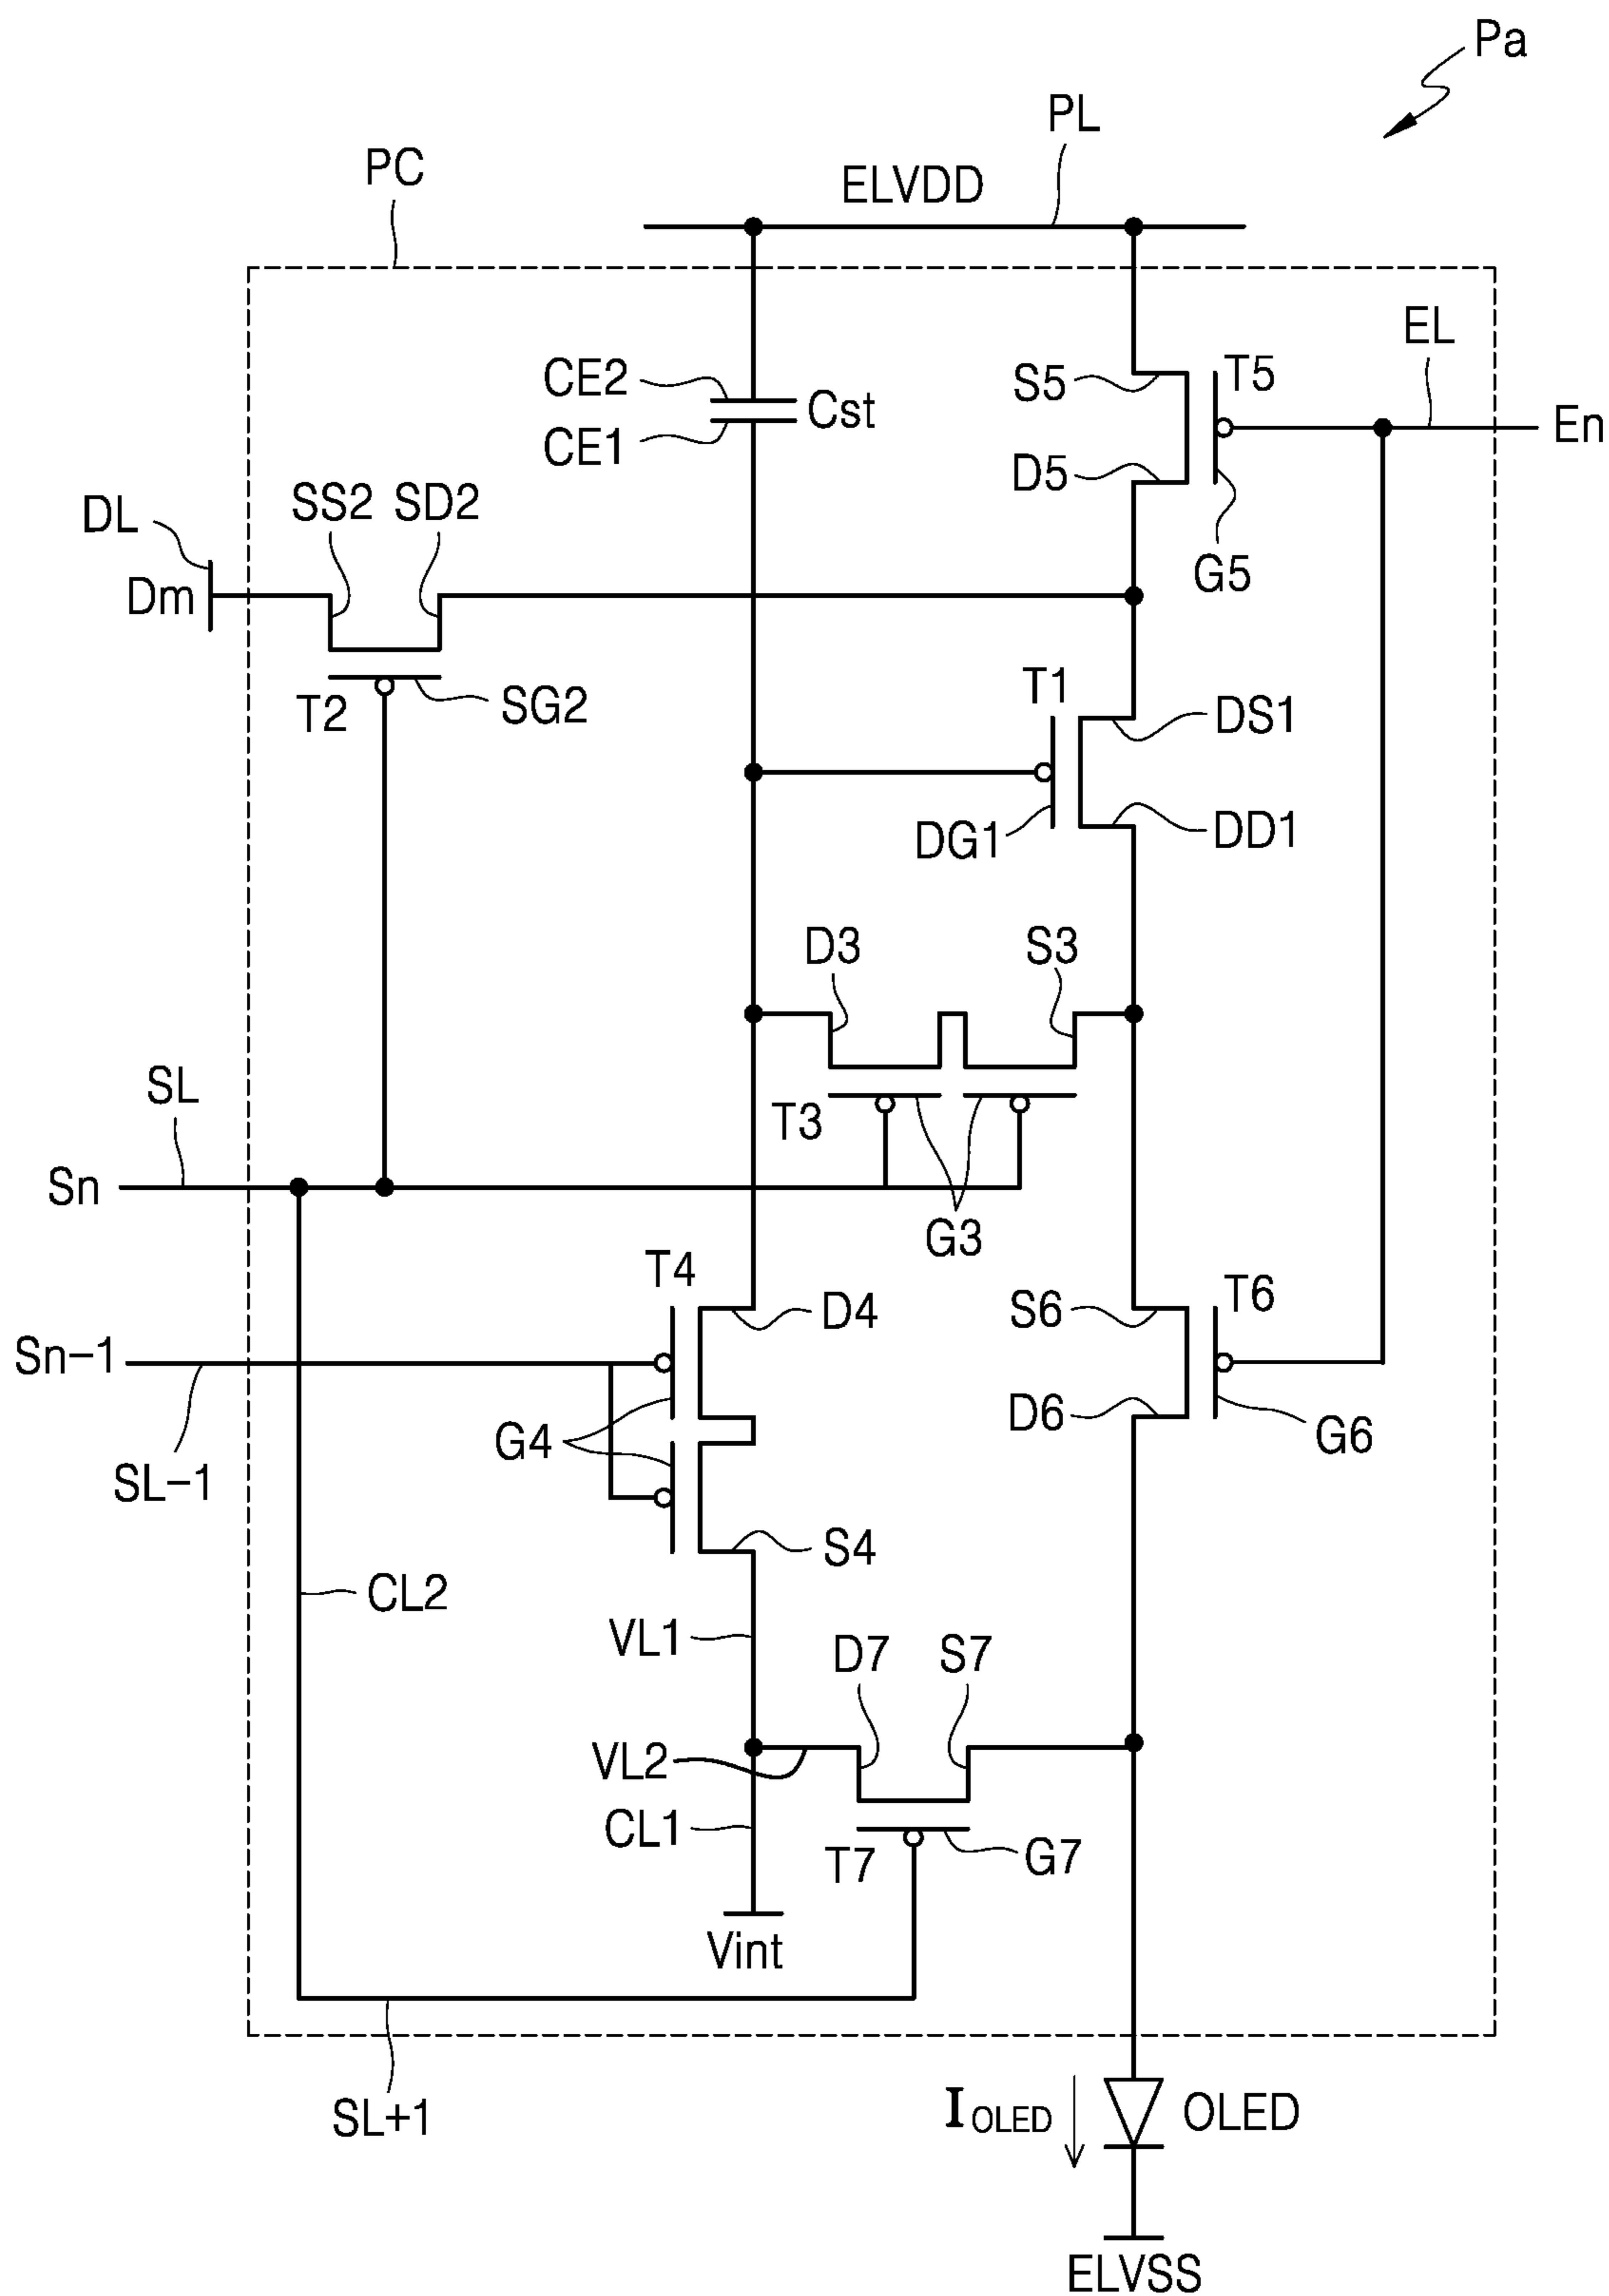 Pa
PL
PC
ELVDD
EL
CE2
Cst
CE1
S5
T5
En
D5
G5
DL
SS2
SD2
Dm
T2
SG2
T1
DS1
DG1
DD1
D3
S3
SL
T3
Sn
G3
T4
D4
S6
T6
Sn-1
D6
G6
G4
SL-1
S4
CL2
VL1
D7
S7
VL2
CL1
T7
G7
Vint
SL+1
IOLED
OLED
ELVSS